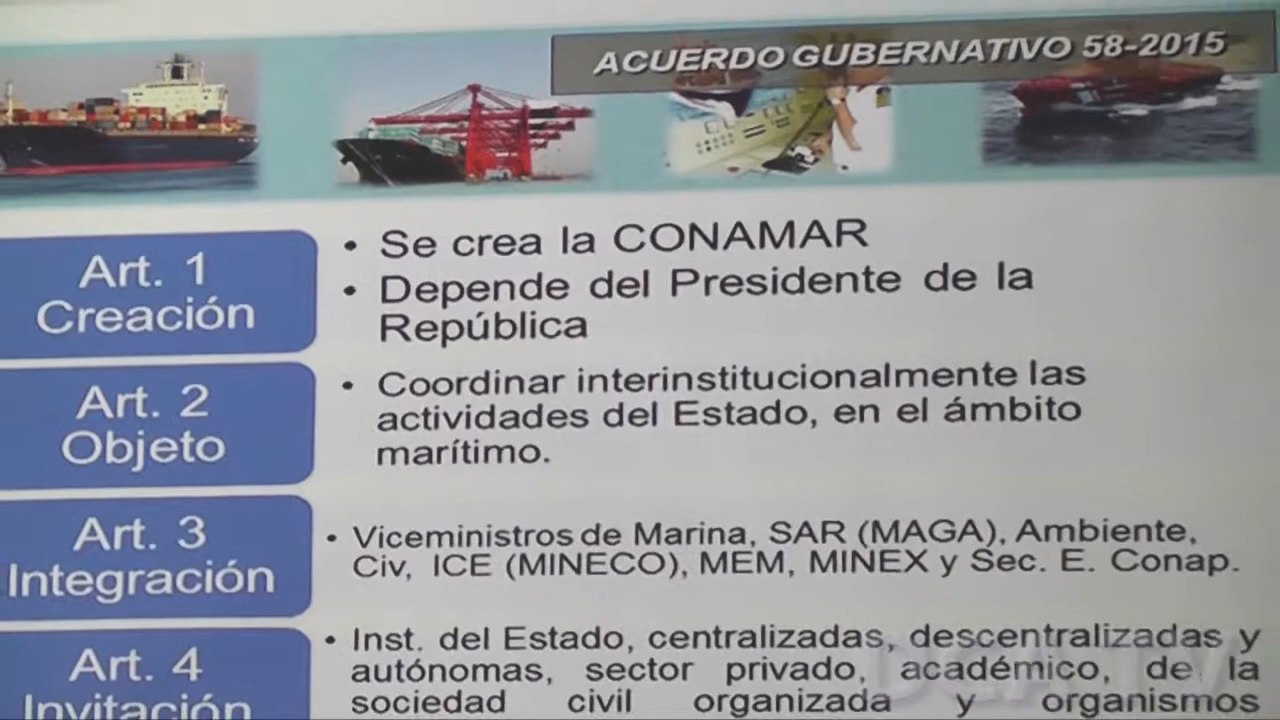 ACUERDO GUBERNATIVO 58-2015
Art. 1
Creación
• Se crea la CONAMAR
• Depende del Presidente de la
República
Art. 2
Objeto
• Coordinar interinstitucionalmente las
actividades del Estado, en el ámbito
marítimo.
Art. 3
Integración
• Viceministros de Marina, SAR (MAGA), Ambiente,
Civ, ICE (MINECO), MEM, MINEX y Sec. E. Conap.
Art. 4
Invitación
• Inst. del Estado, centralizadas, descentralizadas y
autónomas, sector privado, académico, de la
sociedad civil organizada y organismos